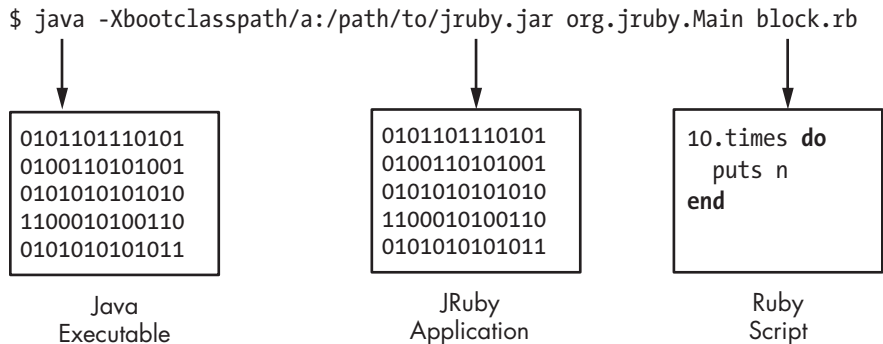 $ java -Xbootclasspath/a:/path/to/jruby.jar org.jruby.Main block.rb
0101101110101
0100110101001
0101010101010
1100010100110
0101010101011
Java
Executable
0101101110101
0100110101001
0101010101010
1100010100110
0101010101011
JRuby
Application
10.times do
puts n
end
Ruby
Script